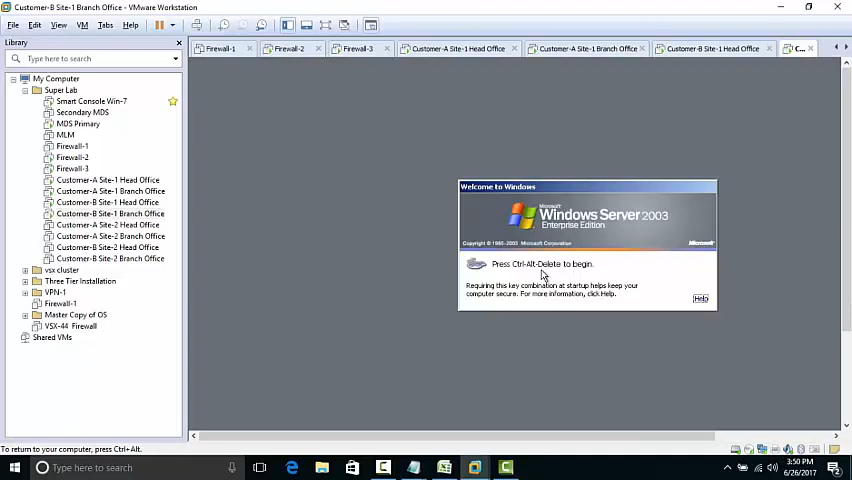 Customer-B Site-1 Branch Office - VMware Workstation
File Edit View VM Tabs Help
Library
Type here to search
My Computer
Super Lab
Smart Console Win-7
Secondary MDS
MDS Primary
MLM
Firewall-1
Firewall-2
Firewall-3
Customer-A Site-1 Head Office
Customer-A Site-1 Branch Office
Customer-B Site-1 Head Office
Customer-B Site-1 Branch Office
Customer-A Site-2 Head Office
Customer-A Site-2 Branch Office
Customer-B Site-2 Head Office
Customer-B Site-2 Branch Office
vsx cluster
Three Tier Installation
VPN-1
Firewall-1
Master Copy of OS
VSX-44 Firewall
Shared VMs
Firewall-1 Firewall-2 Firewall-3 Customer-A Site-1 Head Office Customer-A Site-1 Branch Office Customer-B Site-1 Head Office C...
Welcome to Windows
Microsoft
Windows Server 2003
Enterprise Edition
Copyright © 1985-2003 Microsoft Corporation Microsoft
Press Ctrl-Alt-Delete to begin.
Requiring this key combination at startup helps keep your
computer secure. For more information, click Help.
Help
To return to your computer, press Ctrl+Alt.
Type here to search
3:50 PM
6/26/2017
2